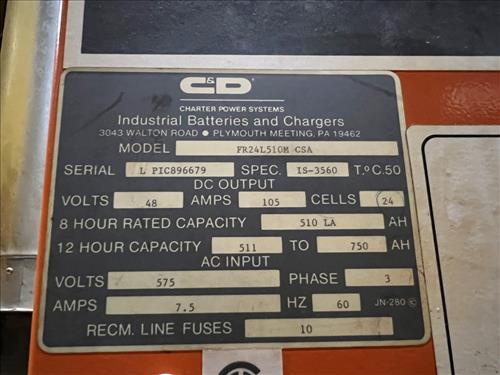 C&D
CHARTER POWER SYSTEMS
Industrial Batteries and Chargers
3043 WALTON ROAD ● PLYMOUTH MEETING, PA 19462
MODEL FR24L510M CSA
SERIAL L PIC896679 SPEC. IS-3560 T.°C.50
DC OUTPUT
VOLTS 48 AMPS 105 CELLS 24
8 HOUR RATED CAPACITY 510 LA AH
12 HOUR CAPACITY 511 TO 750 AH
AC INPUT
VOLTS 575 PHASE 3
AMPS 7.5 HZ 60 JN-280 ©
RECM. LINE FUSES 10